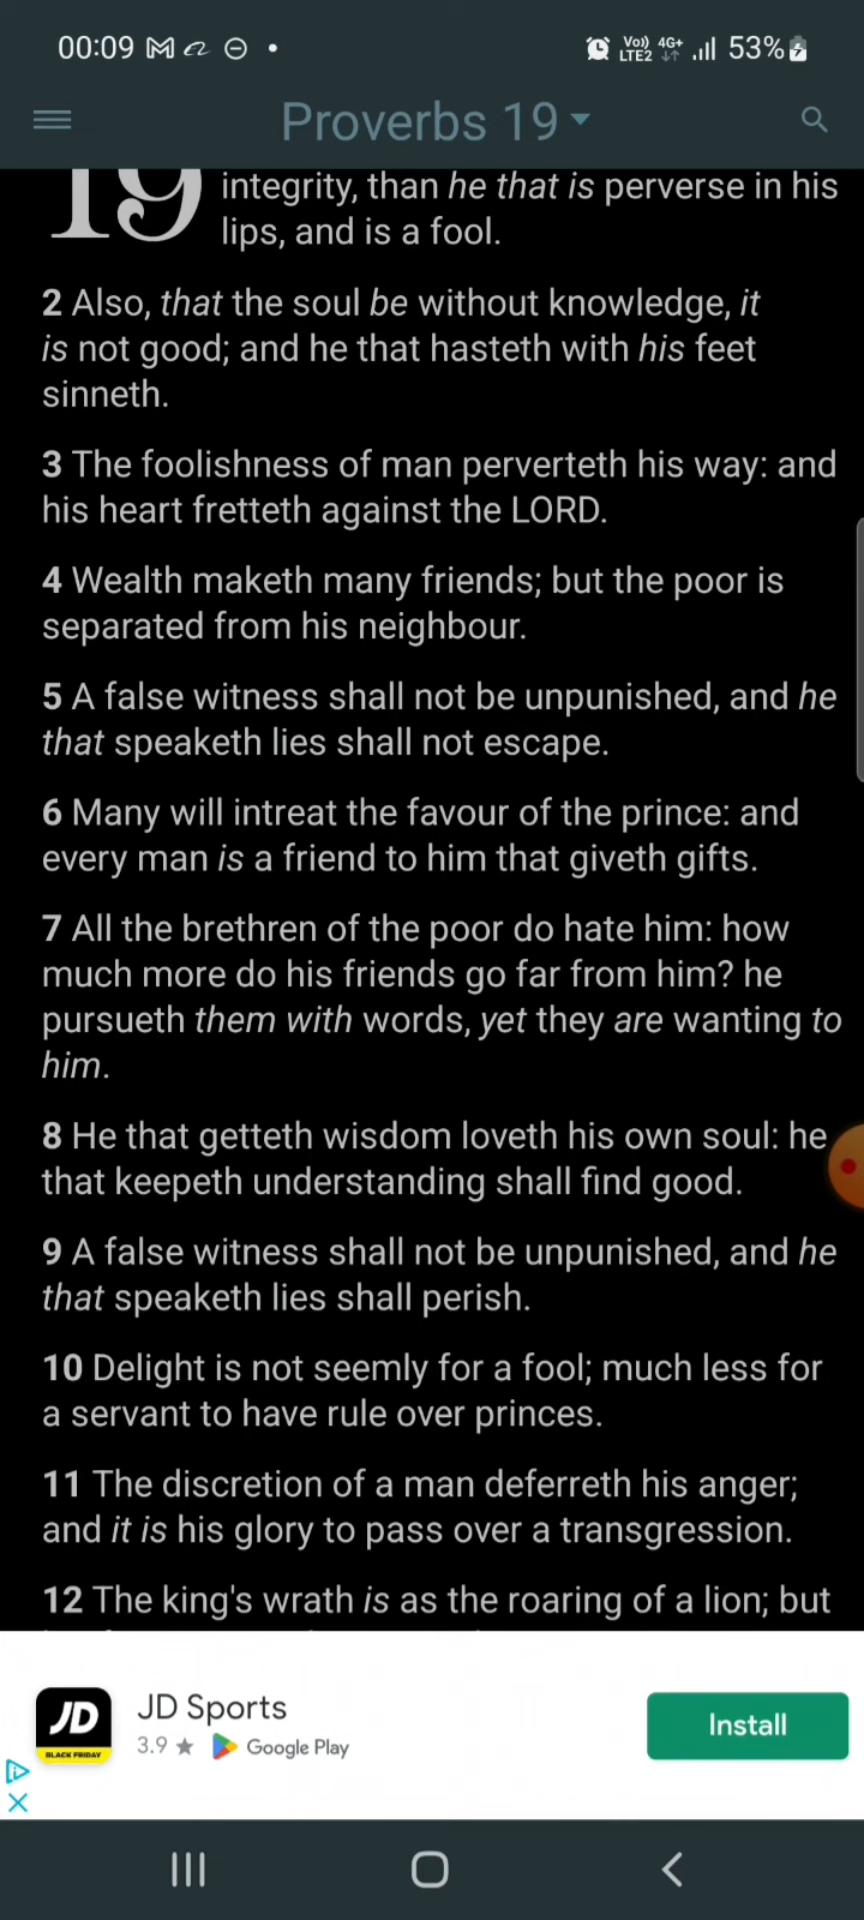 00:09
Vo)) LTE2 4G+ 53%
Proverbs 19
19 integrity, than he that is perverse in his
lips, and is a fool.
2 Also, that the soul be without knowledge, it
is not good; and he that hasteth with his feet
sinneth.
3 The foolishness of man perverteth his way: and
his heart fretteth against the LORD.
4 Wealth maketh many friends; but the poor is
separated from his neighbour.
5 A false witness shall not be unpunished, and he
that speaketh lies shall not escape.
6 Many will intreat the favour of the prince: and
every man is a friend to him that giveth gifts.
7 All the brethren of the poor do hate him: how
much more do his friends go far from him? he
pursueth them with words, yet they are wanting to
him.
8 He that getteth wisdom loveth his own soul: he
that keepeth understanding shall find good.
9 A false witness shall not be unpunished, and he
that speaketh lies shall perish.
10 Delight is not seemly for a fool; much less for
a servant to have rule over princes.
11 The discretion of a man deferreth his anger;
and it is his glory to pass over a transgression.
12 The king's wrath is as the roaring of a lion; but
JD
BLACK FRIDAY
JD Sports
3.9 ★ Google Play
Install